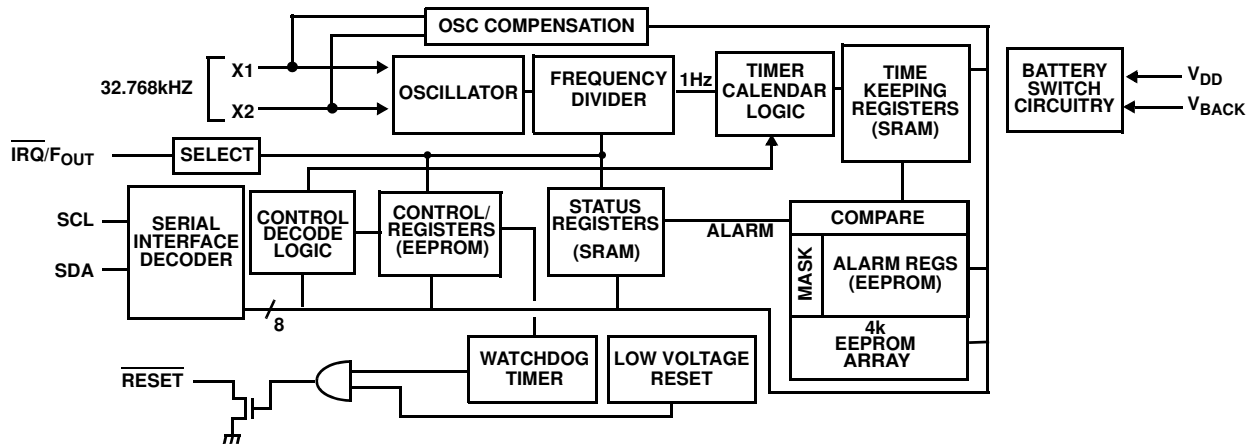 OSC COMPENSATION
32.768kHZ
X1
X2
OSCILLATOR
FREQUENCY
DIVIDER
1Hz
TIMER
CALENDAR
LOGIC
TIME
KEEPING
REGISTERS
(SRAM)
BATTERY
SWITCH
CIRCUITRY
VDD
VBACK
IRQ/FOUT
SELECT
SCL
SDA
SERIAL
INTERFACE
DECODER
CONTROL
DECODE
LOGIC
CONTROL/
REGISTERS
(EEPROM)
STATUS
REGISTERS
(SRAM)
ALARM
COMPARE
MASK
ALARM REGS
(EEPROM)
4k
EEPROM
ARRAY
8
WATCHDOG
TIMER
LOW VOLTAGE
RESET
RESET